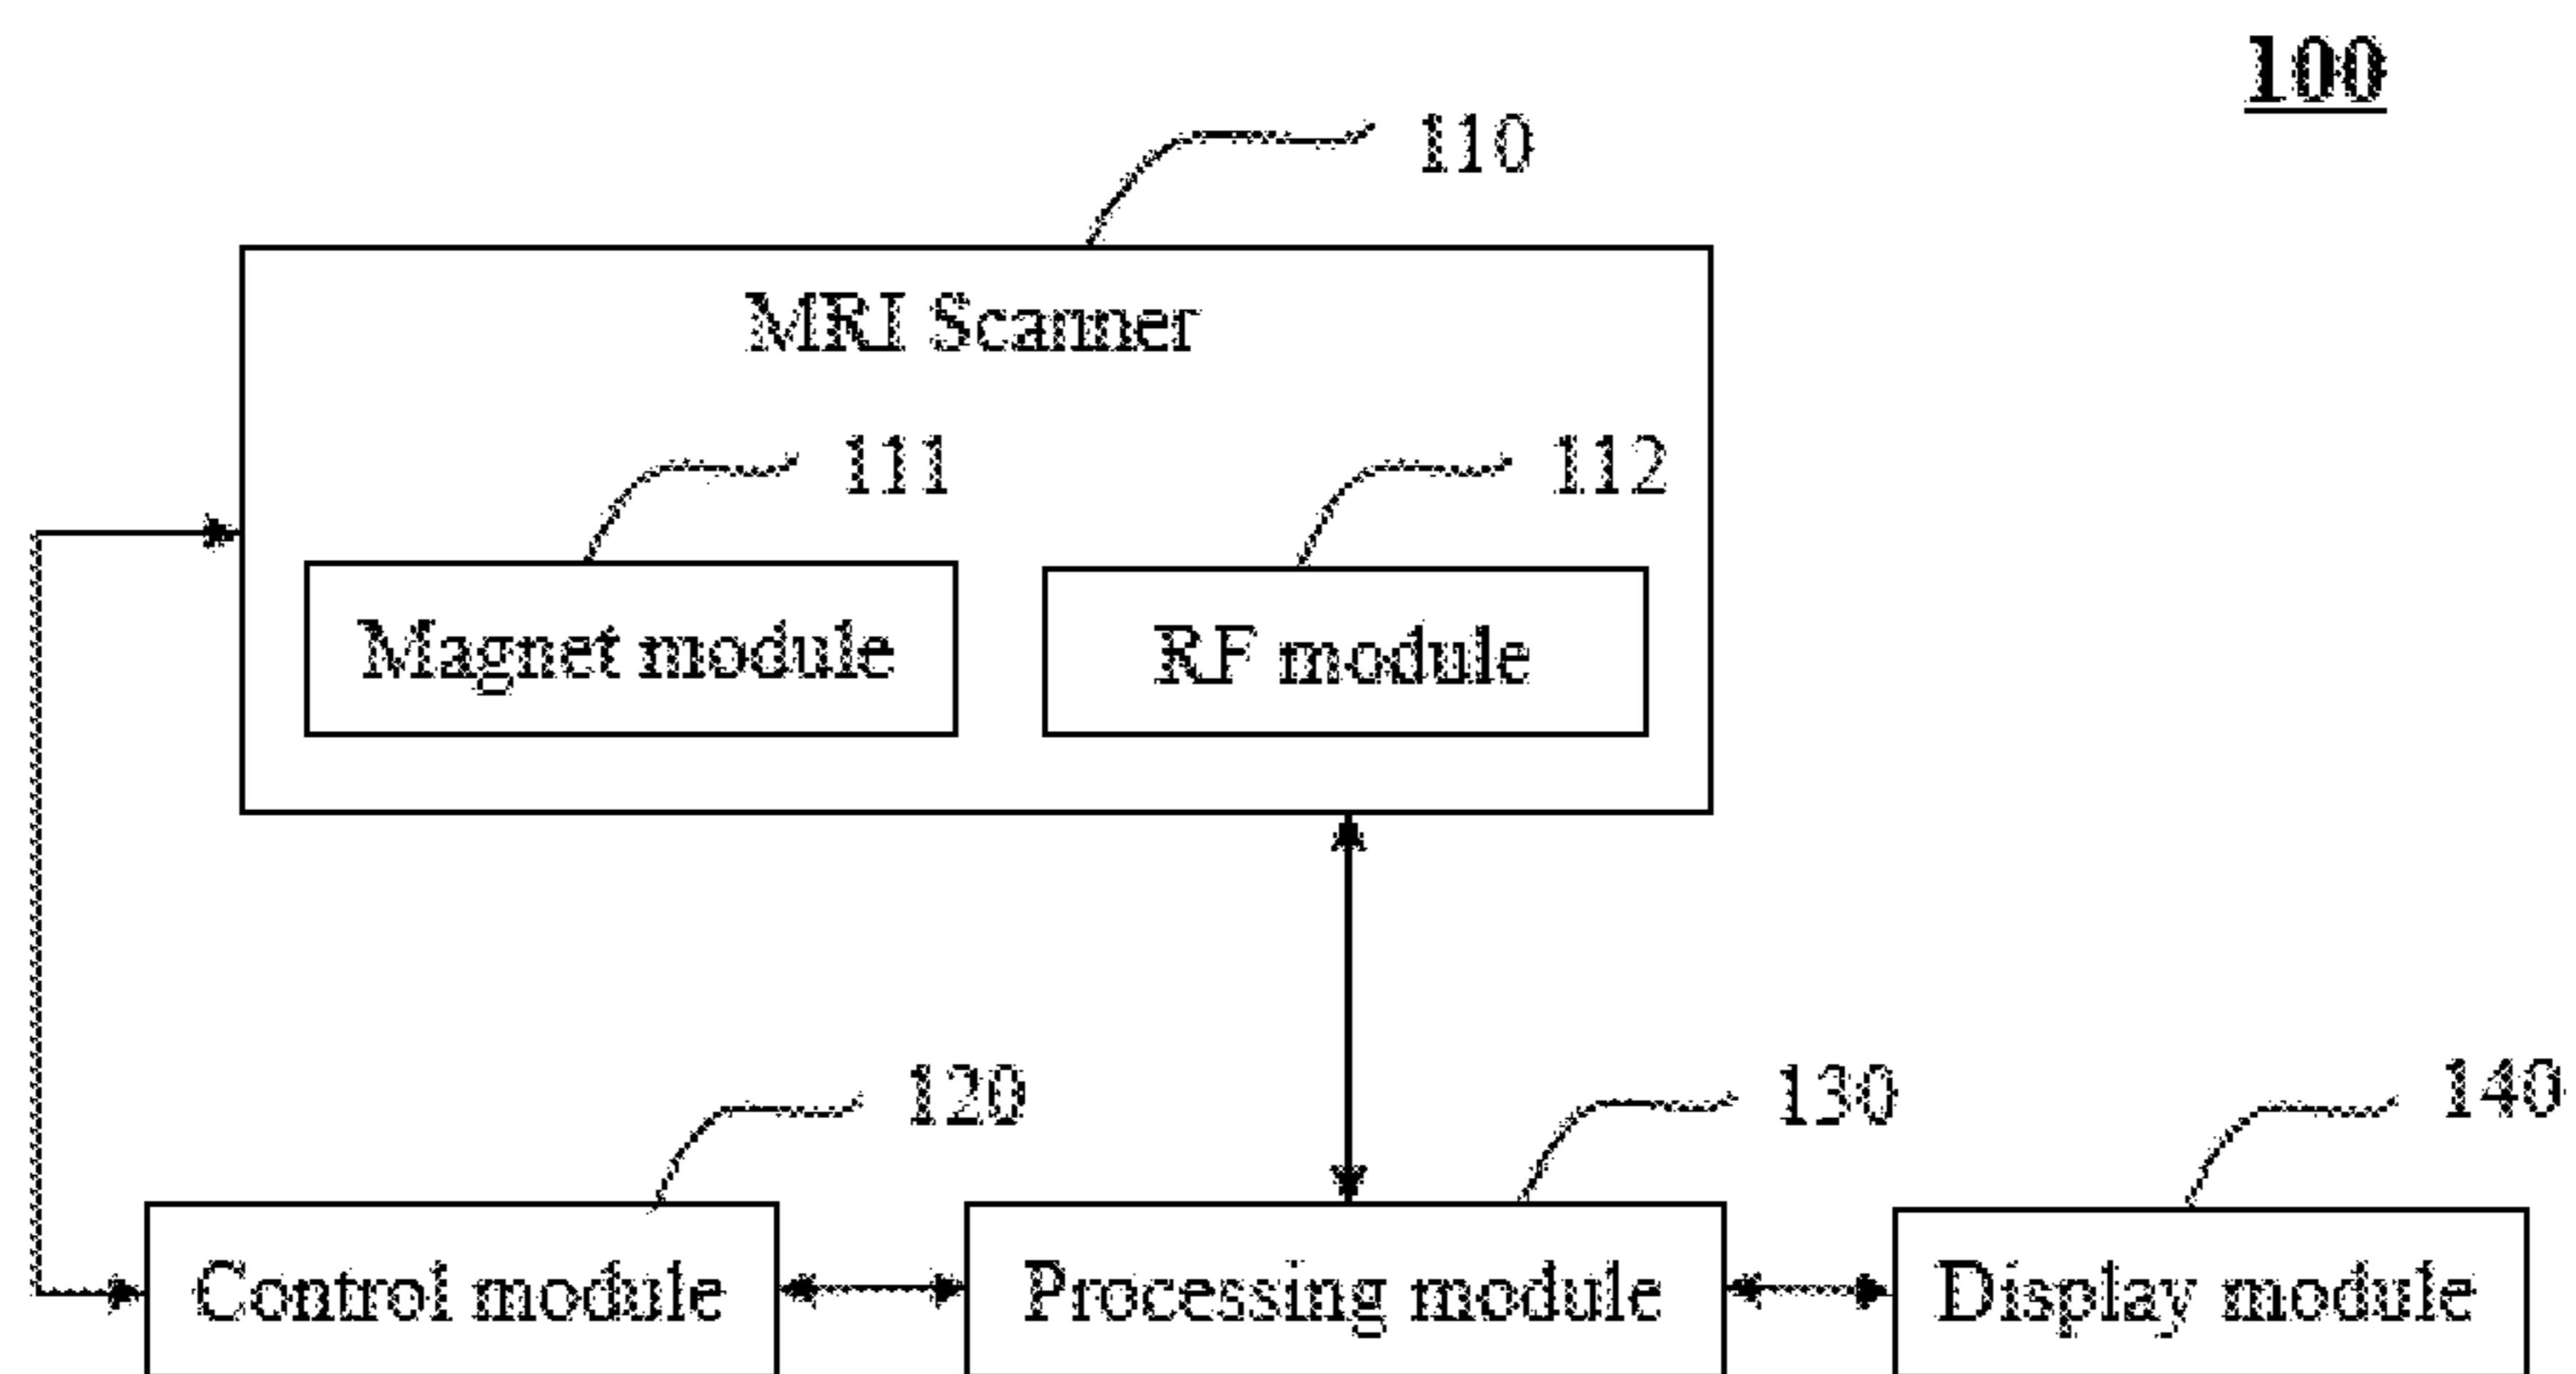 100
110
MRI Scanner
111
112
Magnet module
RF module
120
130
140
Control module
Processing module
Display module